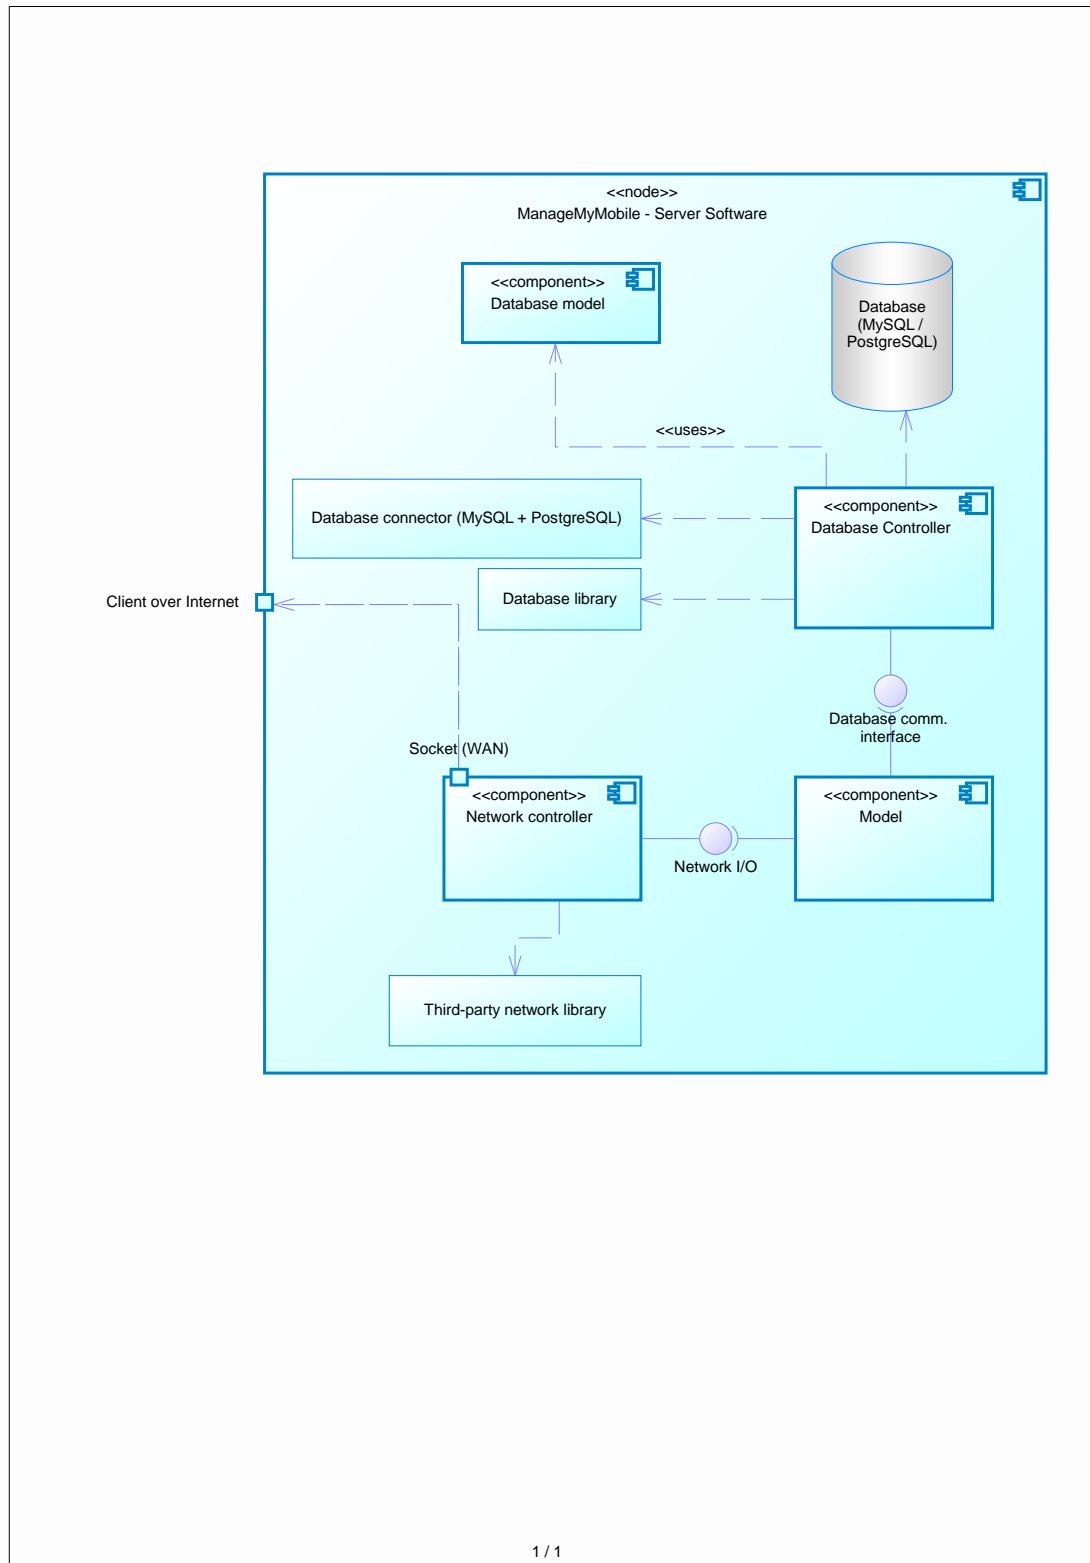 <<node>>
ManageMyMobile - Server Software
<<component>>
Database model
Database
(MySQL /
PostgreSQL)
<<uses>>
<<component>>
Database Controller
Database connector (MySQL + PostgreSQL)
Database library
Client over Internet
Database comm.
interface
Socket (WAN)
<<component>>
Network controller
<<component>>
Model
Network I/O
Third-party network library
1 / 1